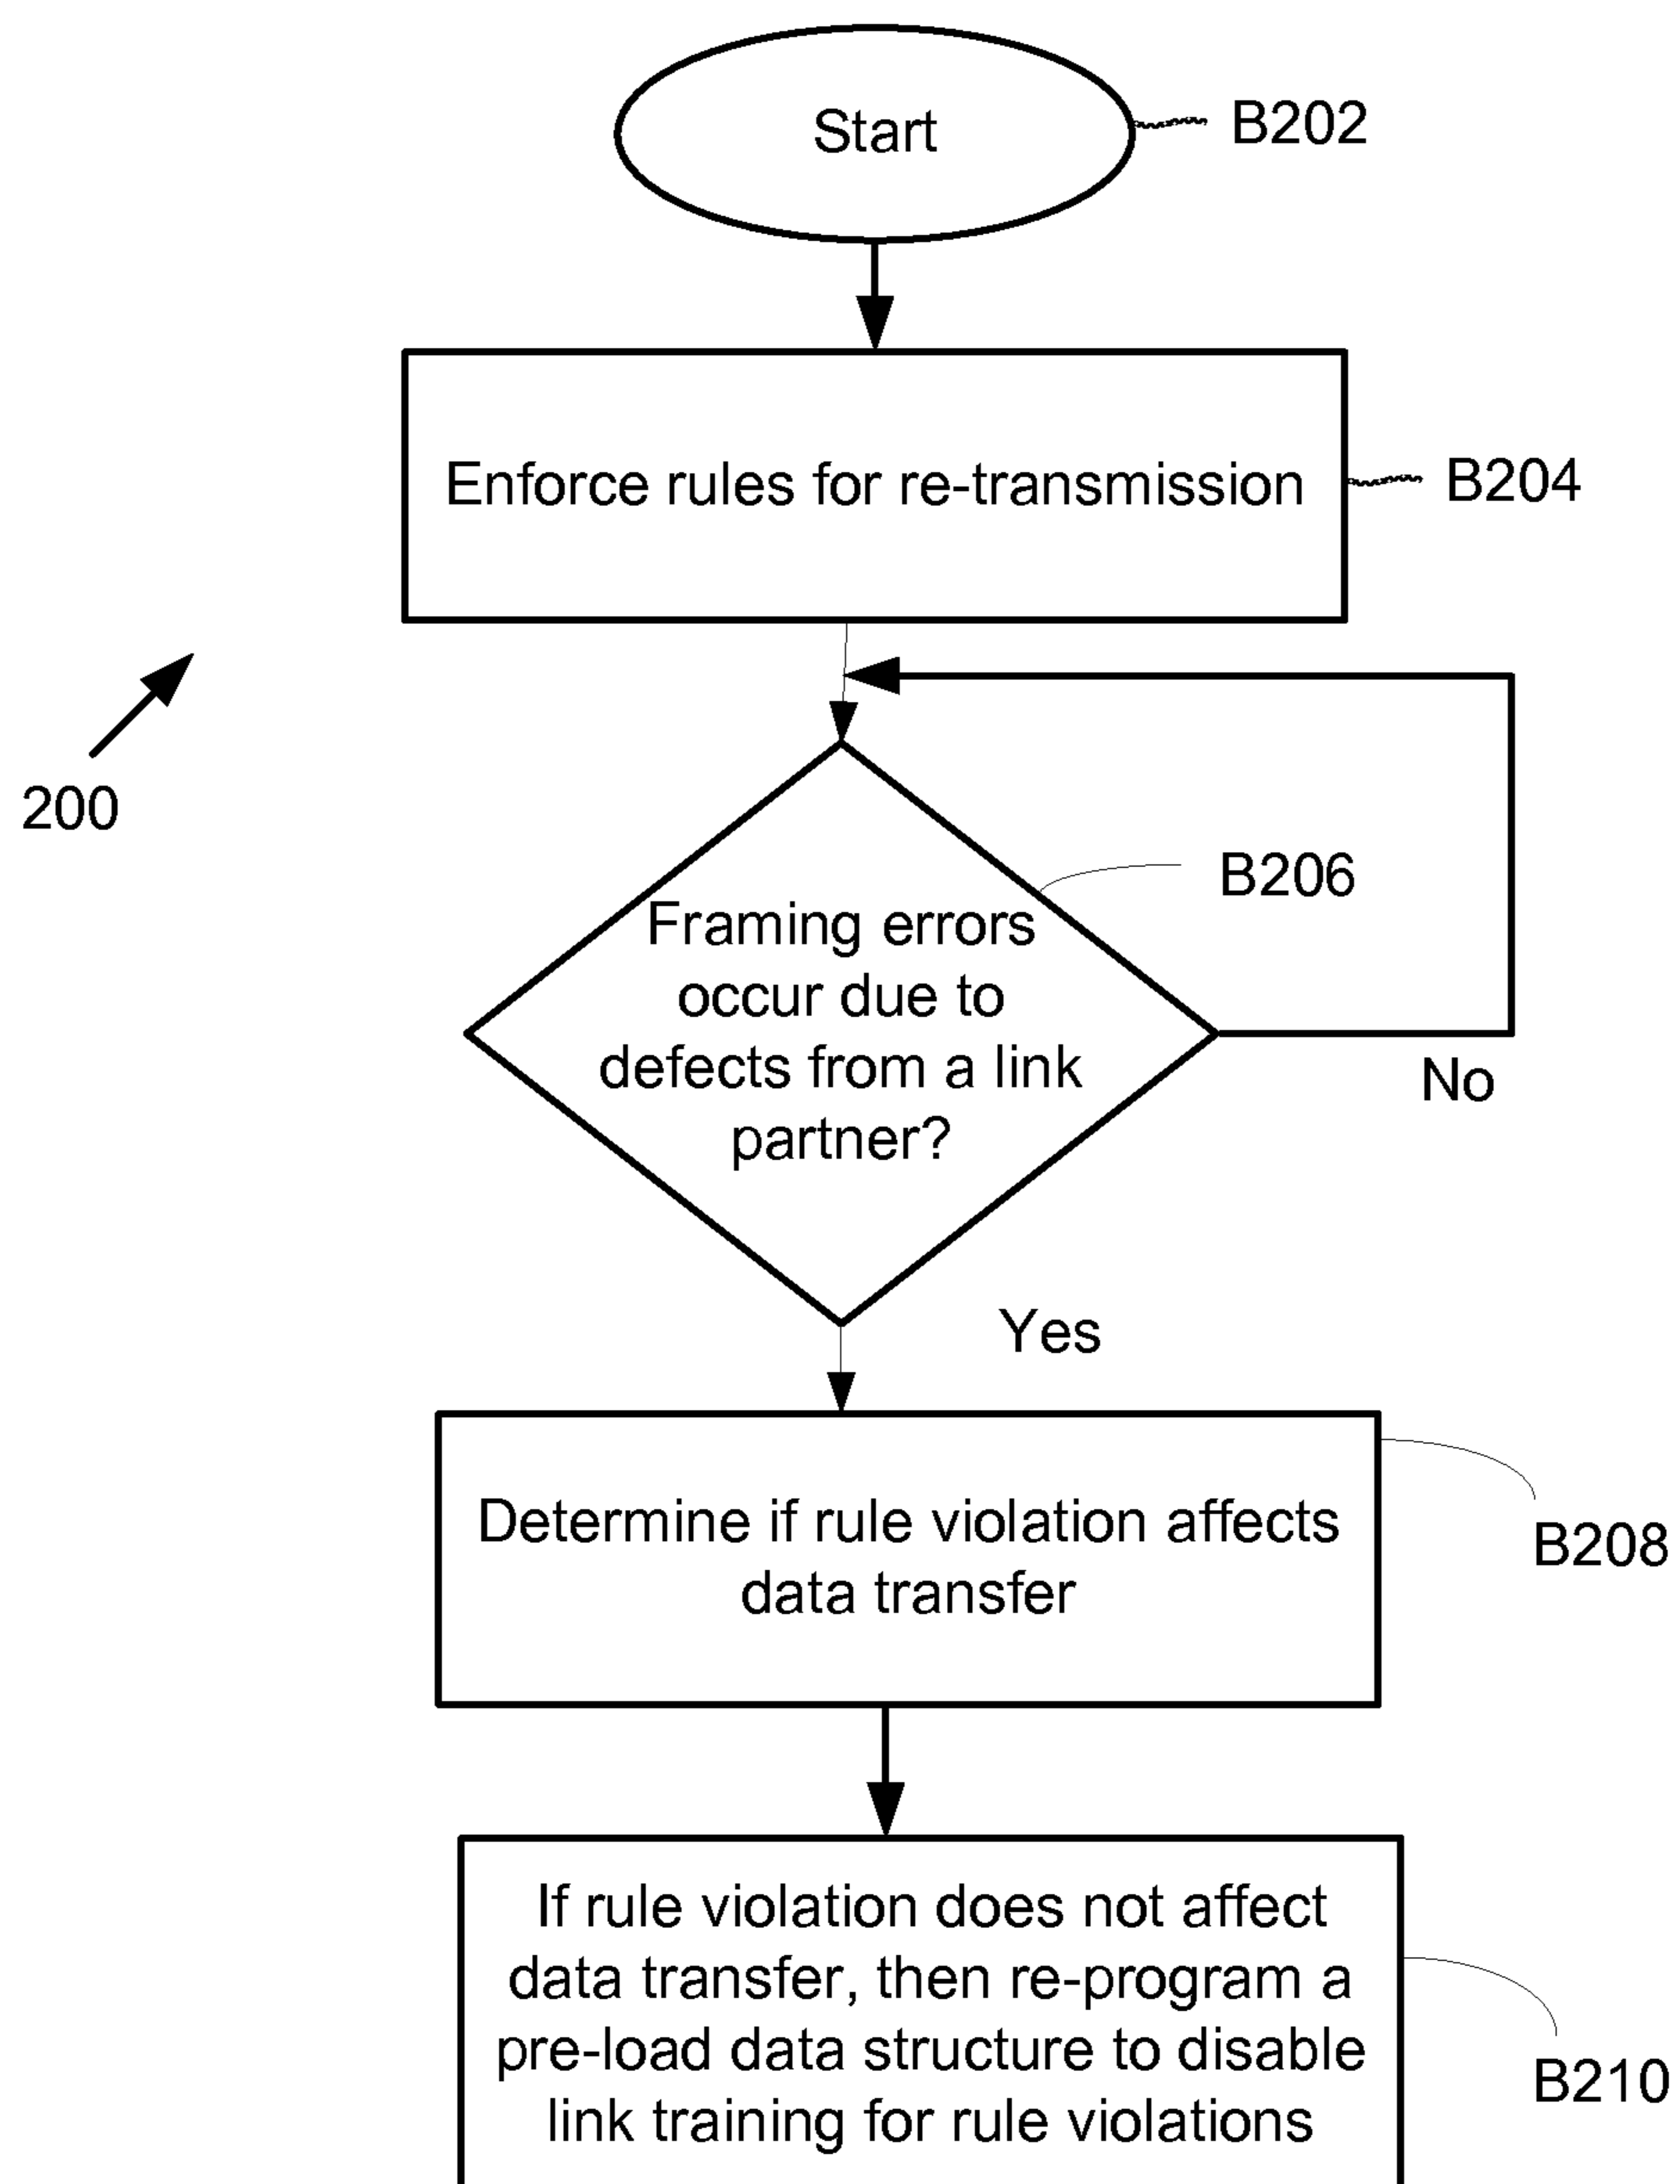 Start
B202
Enforce rules for re-transmission
B204
200
B206
Framing errors
occur due to
defects from a link
partner?
No
Yes
Determine if rule violation affects
data transfer
B208
If rule violation does not affect
data transfer, then re-program a
pre-load data structure to disable
link training for rule violations
B210